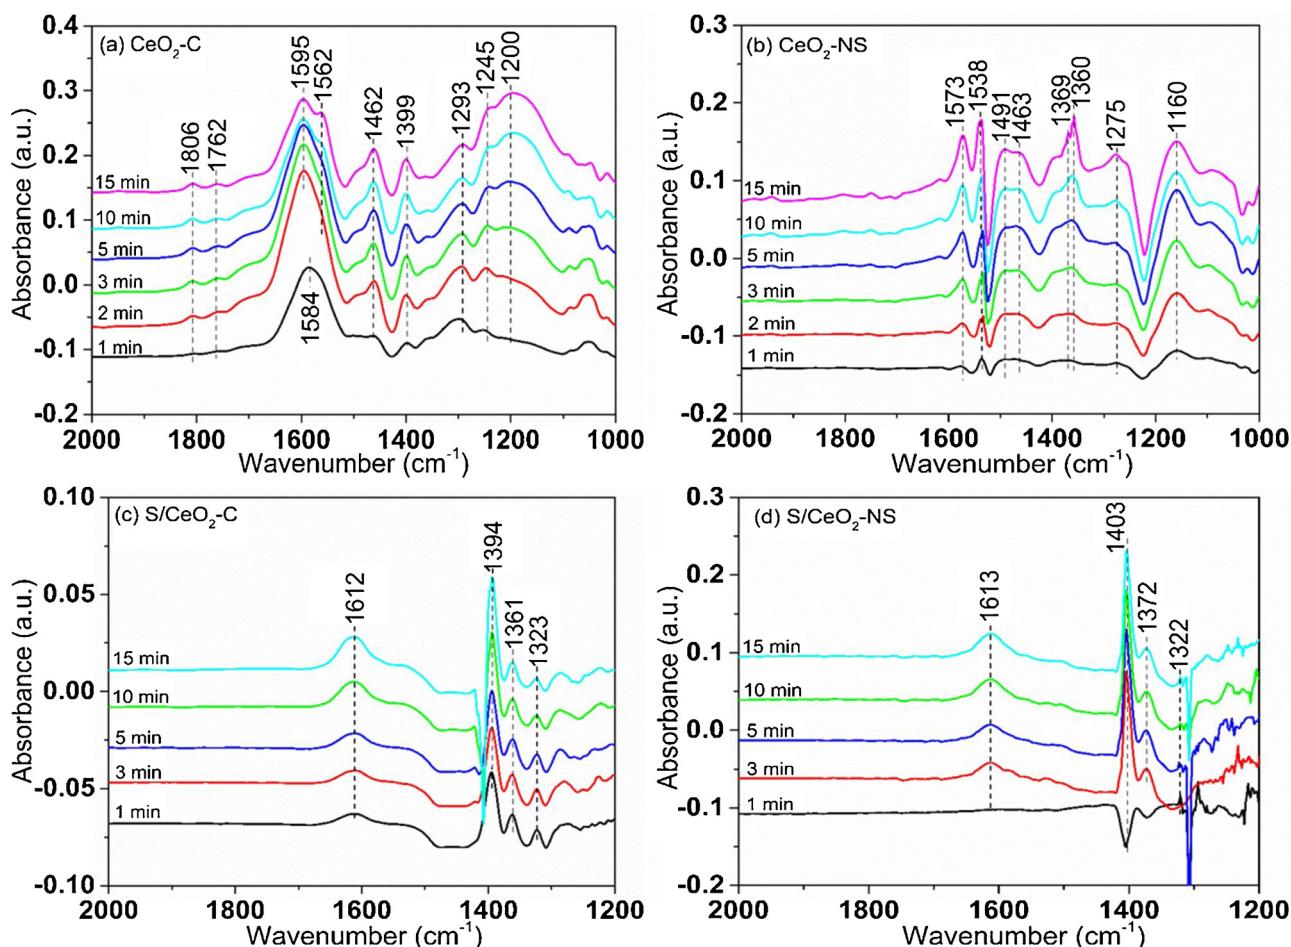 (a) CeO₂-C
0.4
0.3
0.2
0.1
0.0
-0.1
-0.2
Absorbance (a.u.)
1806
1762
1595
1562
1584
1462
1399
1293
1245
1200
15 min
10 min
5 min
3 min
2 min
1 min
2000 1800 1600 1400 1200 1000
Wavenumber (cm⁻¹)
(b) CeO₂-NS
0.3
0.2
0.1
0.0
-0.1
-0.2
Absorbance (a.u.)
1573
1538
1491
1463
1369
1360
1275
1160
15 min
10 min
5 min
3 min
2 min
1 min
2000 1800 1600 1400 1200 1000
Wavenumber (cm⁻¹)
(c) S/CeO₂-C
0.10
0.05
0.00
-0.05
-0.10
Absorbance (a.u.)
1612
1394
1361
1323
15 min
10 min
5 min
3 min
1 min
2000 1800 1600 1400 1200
Wavenumber (cm⁻¹)
(d) S/CeO₂-NS
0.3
0.2
0.1
0.0
-0.1
-0.2
Absorbance (a.u.)
1613
1403
1372
1322
15 min
10 min
5 min
3 min
1 min
2000 1800 1600 1400 1200
Wavenumber (cm⁻¹)